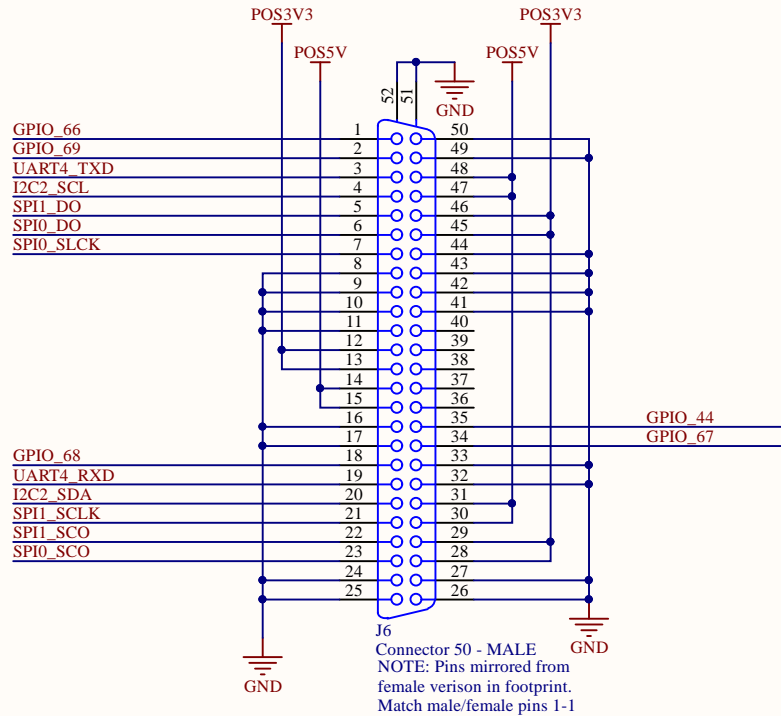 POS3V3
POS3V3
POS5V
POS5V
52
51
GND
GPIO_66
1
50
GPIO_69
2
49
UART4_TXD
3
48
I2C2_SCL
4
47
SPI1_DO
5
46
SPI0_DO
6
45
SPI0_SLCK
7
44
8
43
9
42
10
41
11
40
12
39
13
38
14
37
15
36
16
35
GPIO_44
17
34
GPIO_67
GPIO_68
18
33
UART4_RXD
19
32
I2C2_SDA
20
31
SPI1_SCLK
21
30
SPI1_SCO
22
29
SPI0_SCO
23
28
24
27
25
26
J6
Connector 50 - MALE
NOTE: Pins mirrored from
female verison in footprint.
Match male/female pins 1-1
GND
GND